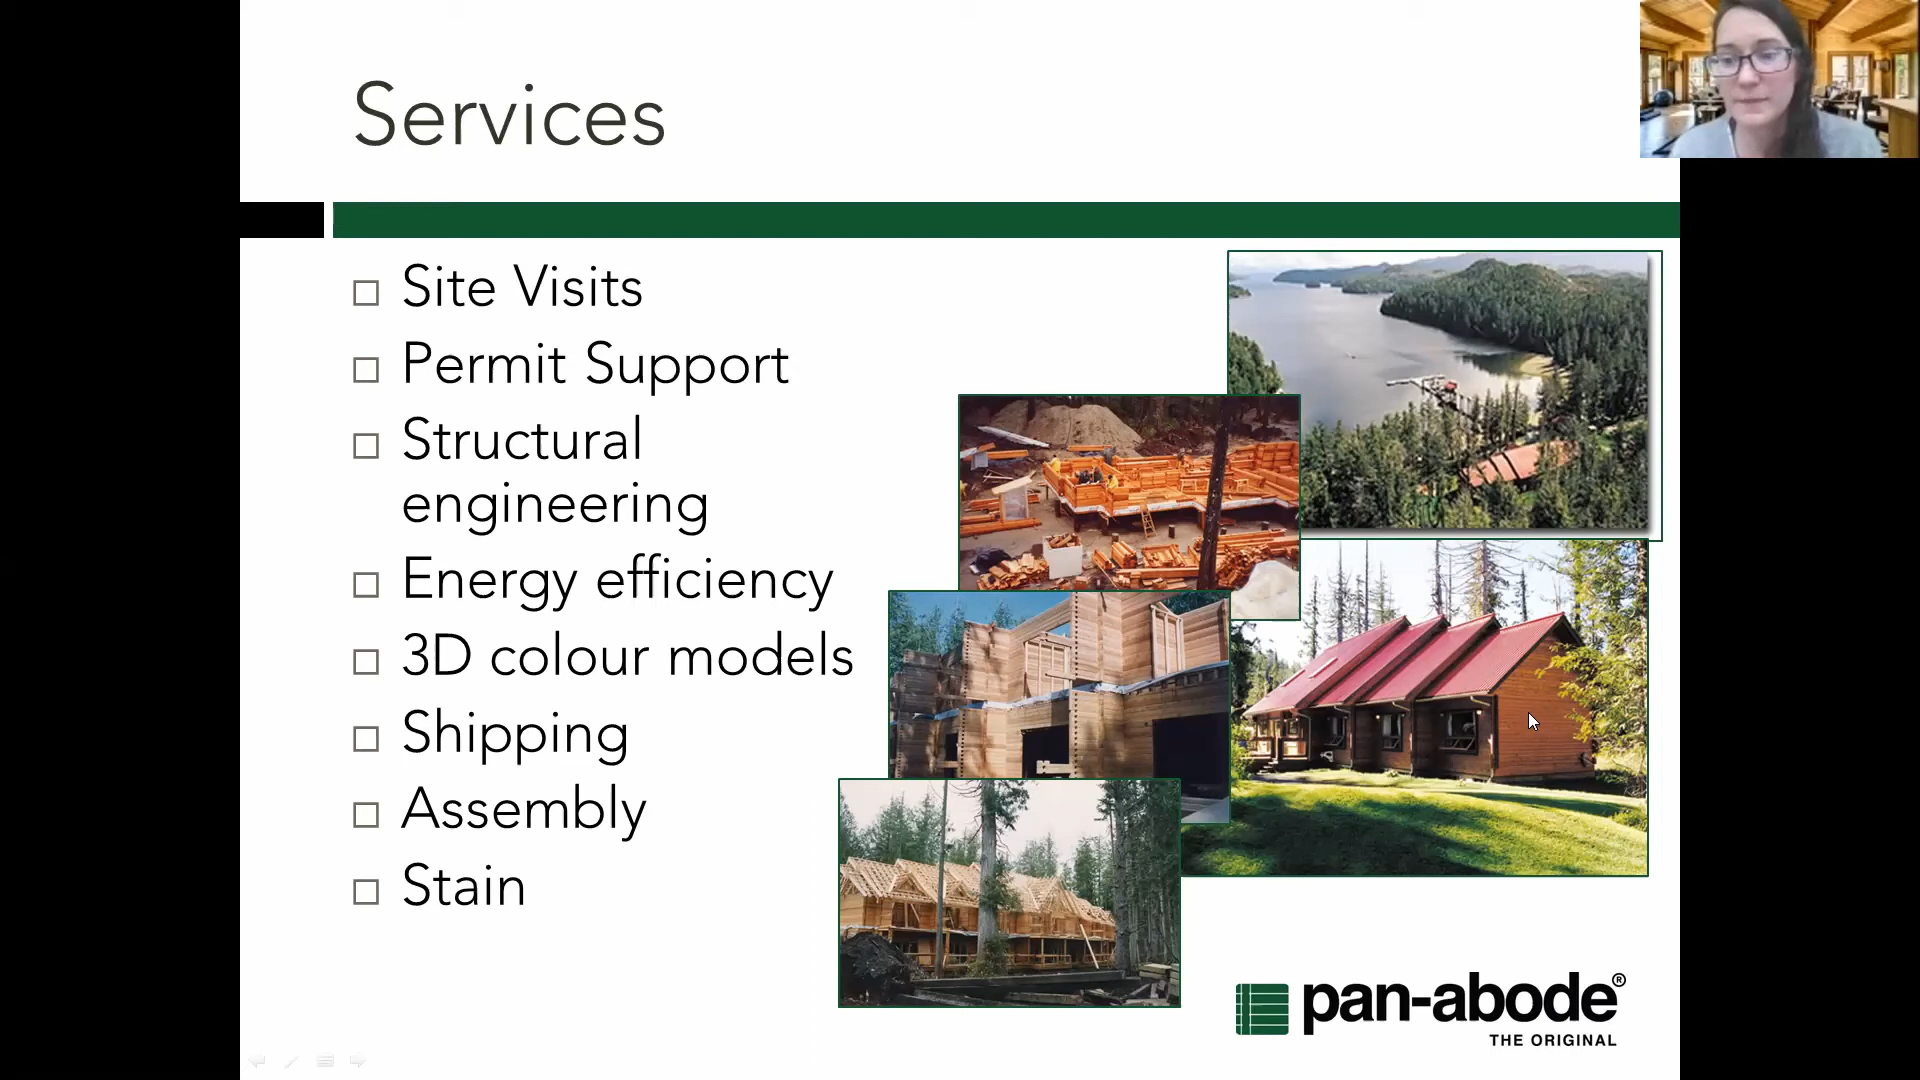 Services
Site Visits
Permit Support
Structural
engineering
Energy efficiency
3D colour models
Shipping
Assembly
Stain
pan-abode®
THE ORIGINAL